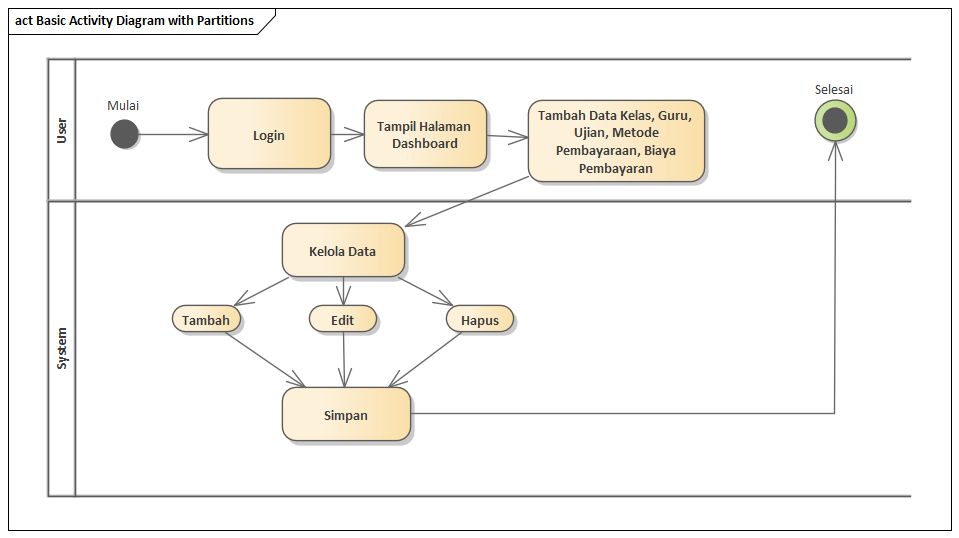 act Basic Activity Diagram with Partitions
User
Mulai
Login
Tampil Halaman
Dashboard
Tambah Data Kelas, Guru,
Ujian, Metode
Pembayaraan, Biaya
Pembayaran
Selesai
System
Kelola Data
Tambah
Edit
Hapus
Simpan